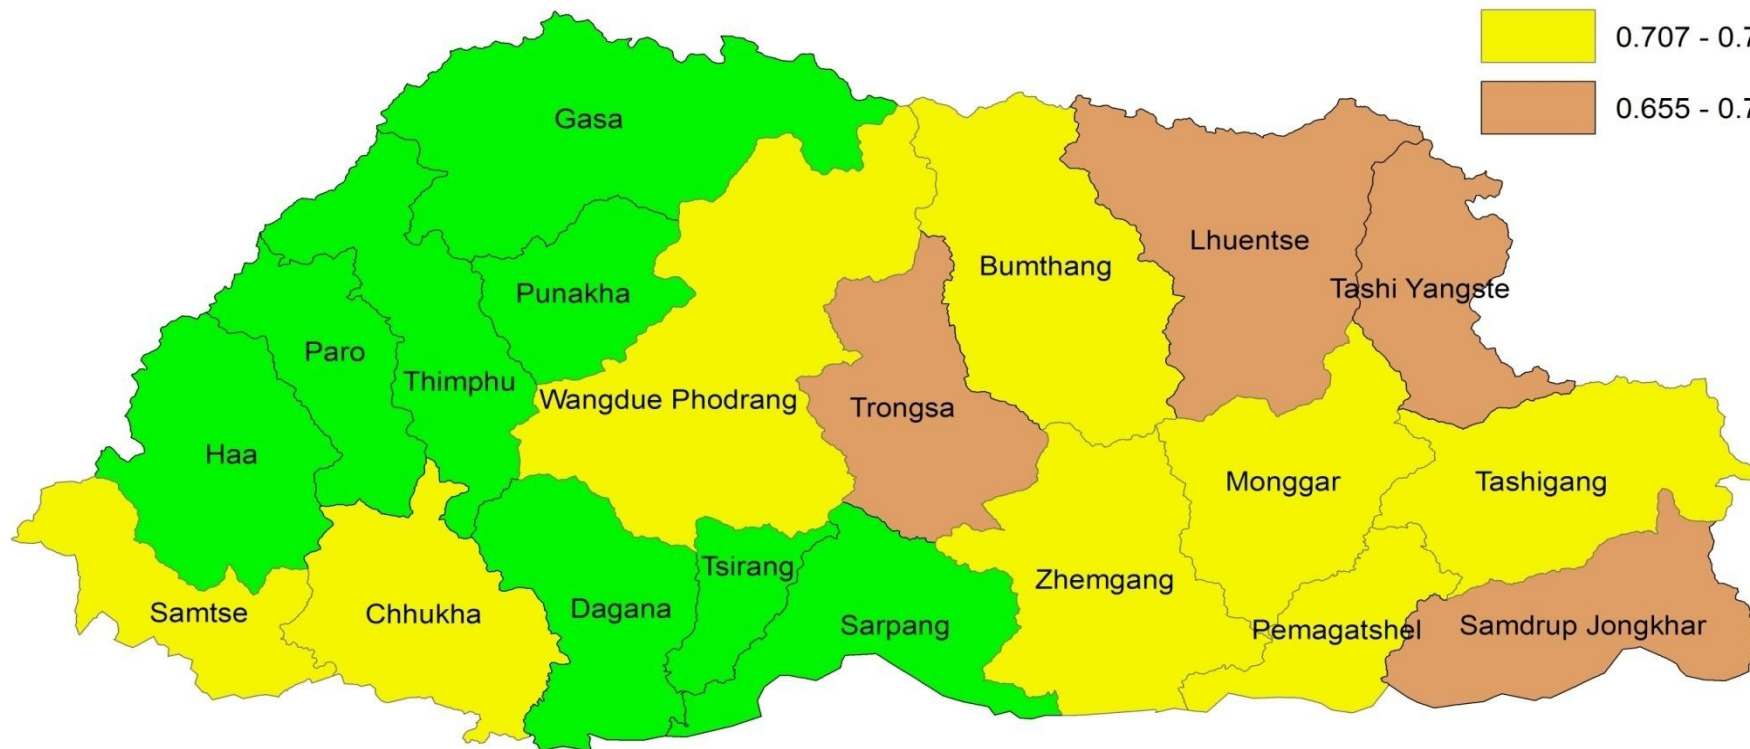 0.707 - 0.7
0.655 - 0.7
Gasa
Lhuentse
Bumthang
Tashi Yangste
Punakha
Paro
Thimphu
Wangdue Phodrang
Trongsa
Haa
Monggar
Tashigang
Tsirang
Zhemgang
Dagana
Samtse
Chhukha
Sarpang
Pemagatshel
Samdrup Jongkhar